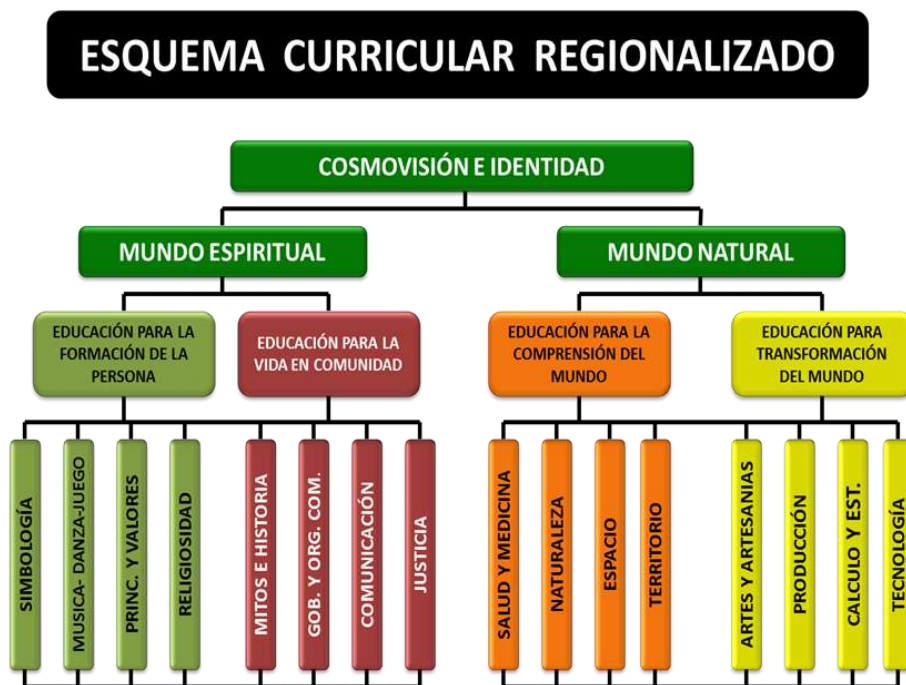 ESQUEMA CURRICULAR REGIONALIZADO
COSMOVISIÓN E IDENTIDAD
MUNDO ESPIRITUAL
MUNDO NATURAL
EDUCACIÓN PARA LA
FORMACIÓN DE LA
PERSONA
EDUCACIÓN PARA LA
VIDA EN COMUNIDAD
EDUCACIÓN PARA LA
COMPRENSIÓN DEL
MUNDO
EDUCACIÓN PARA
TRANSFORMACIÓN
DEL MUNDO
SIMBOLOGÍA
MUSICA- DANZA-JUEGO
PRINC. Y VALORES
RELIGIOSIDAD
MITOS E HISTORIA
GOB. Y ORG. COM.
COMUNICACIÓN
JUSTICIA
SALUD Y MEDICINA
NATURALEZA
ESPACIO
TERRITORIO
ARTES Y ARTESANIAS
PRODUCCIÓN
CALCULO Y EST.
TECNOLOGÍA